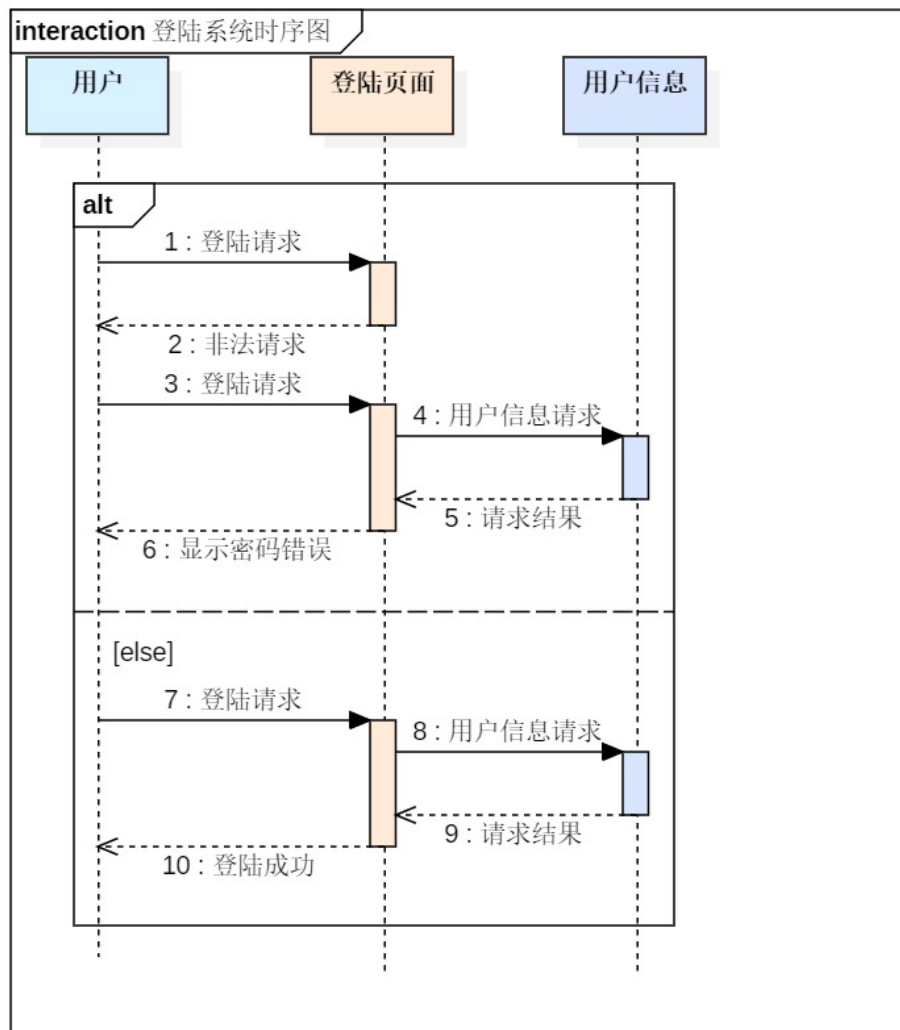 interaction 登陆系统时序图
用户
登陆页面
用户信息
alt
1 : 登陆请求
2 : 非法请求
3 : 登陆请求
4 : 用户信息请求
5 : 请求结果
6 : 显示密码错误
[else]
7 : 登陆请求
8 : 用户信息请求
9 : 请求结果
10 : 登陆成功